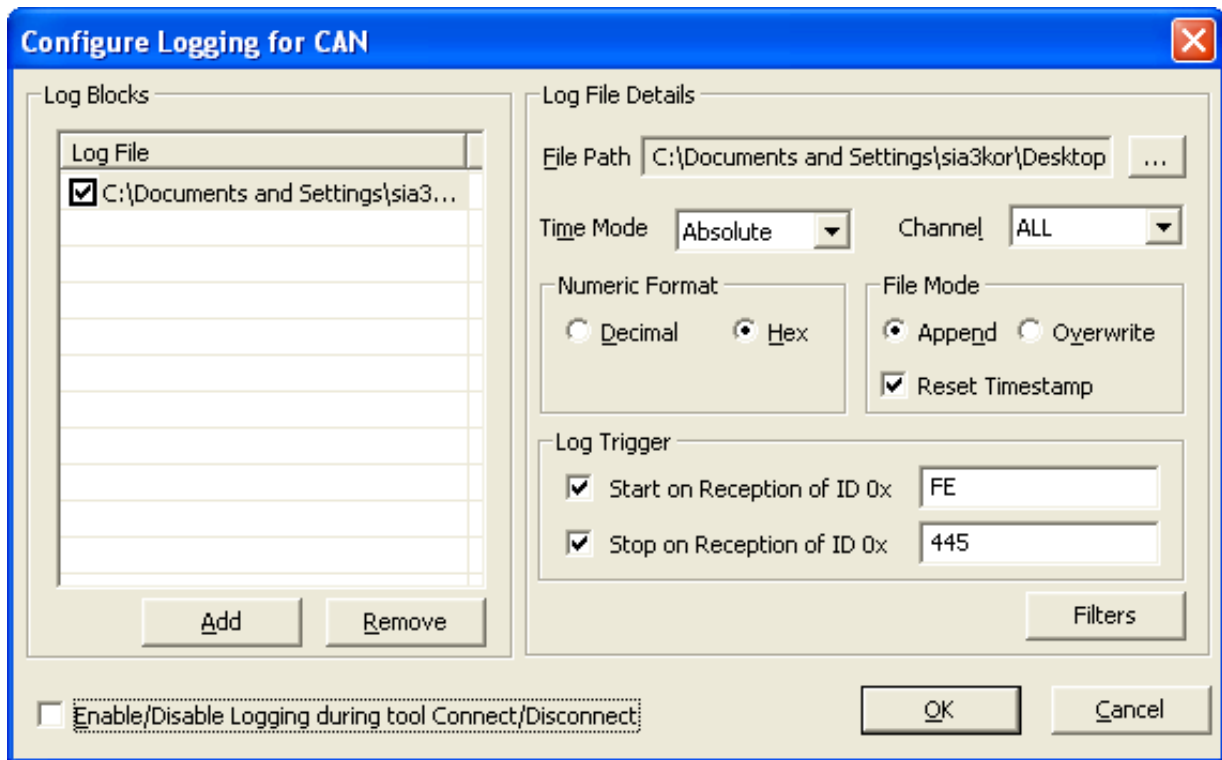 Configure Logging for CAN
Log Blocks
Log File
C:\Documents and Settings\sia3...
Add
Remove
Log File Details
File Path
C:\Documents and Settings\sia3kor\Desktop
...
Time Mode
Absolute
Channel
ALL
Numeric Format
Decimal
Hex
File Mode
Append
Overwrite
Reset Timestamp
Log Trigger
Start on Reception of ID 0x
FE
Stop on Reception of ID 0x
445
Filters
Enable/Disable Logging during tool Connect/Disconnect
OK
Cancel